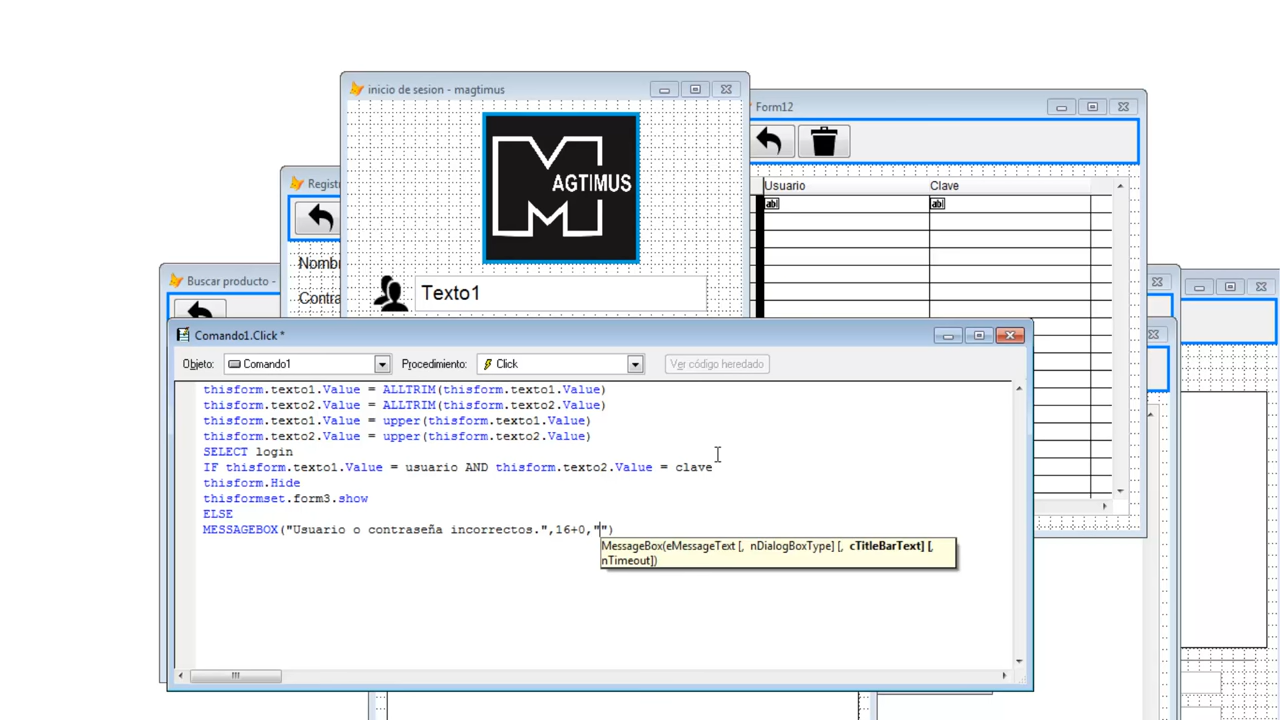 inicio de sesion - magtimus
Form12
MAGTIMUS
Usuario
Clave
abl
abl
Registr
Nombr
Contra
Buscar producto -
Texto1
Comando1.Click *
Objeto: Comando1
Procedimiento: Click
Ver código heredado
thisform.texto1.Value = ALLTRIM(thisform.texto1.Value)
thisform.texto2.Value = ALLTRIM(thisform.texto2.Value)
thisform.texto1.Value = upper(thisform.texto1.Value)
thisform.texto2.Value = upper(thisform.texto2.Value)
SELECT login
IF thisform.texto1.Value = usuario AND thisform.texto2.Value = clave
thisform.Hide
thisformset.form3.show
ELSE
MESSAGEBOX("Usuario o contraseña incorrectos.",16+0,"")
MessageBox(eMessageText [, nDialogBoxType] [, cTitleBarText] [,
nTimeout])